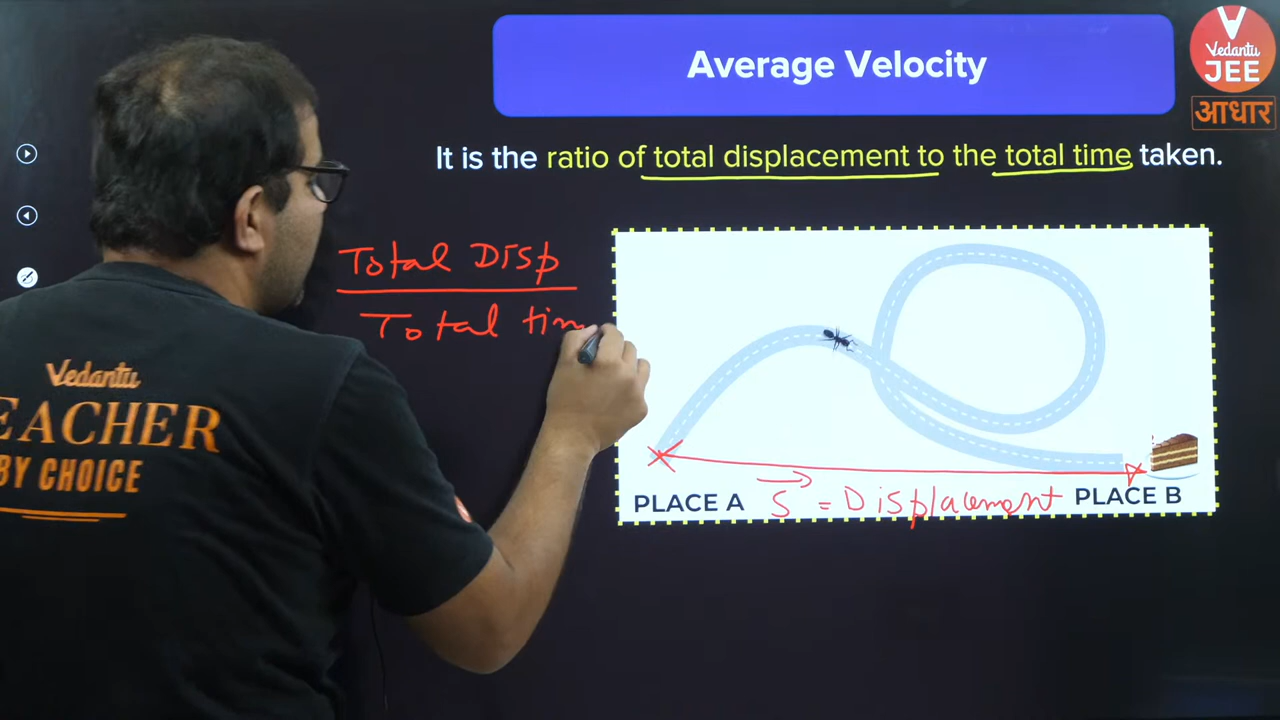 Average Velocity
Vedantu
JEE
आधार
It is the ratio of total displacement to the total time taken.
Total Disp
Total tim
PLACE A
S = Displacement
PLACE B
Vedantu
EACHER
BY CHOICE